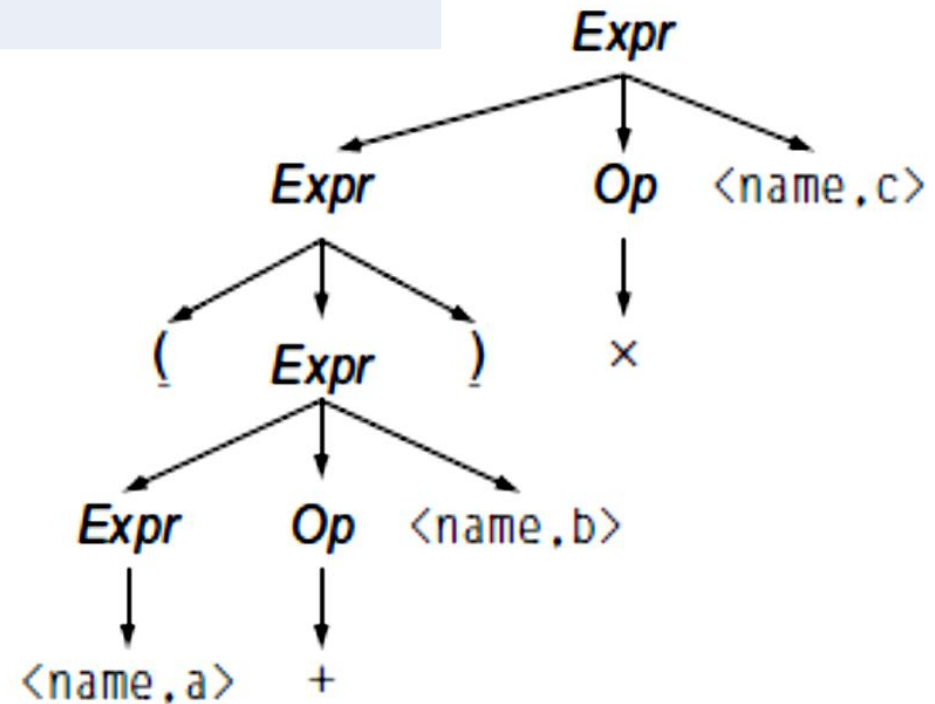 Expr
Expr Op <name,c>
( Expr ) ×
Expr Op <name,b>
<name,a> +